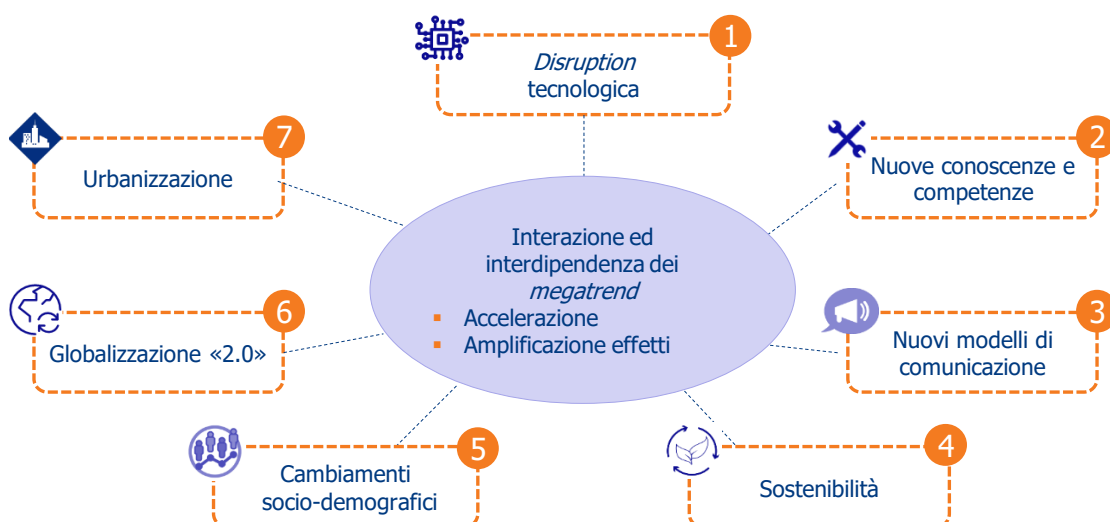 1
Disruption
tecnologica
2
Nuove conoscenze e
competenze
3
Nuovi modelli di
comunicazione
4
Sostenibilità
5
Cambiamenti
socio-demografici
6
Globalizzazione «2.0»
7
Urbanizzazione
Interazione ed
interdipendenza dei
megatrend
▪ Accelerazione
▪ Amplificazione effetti